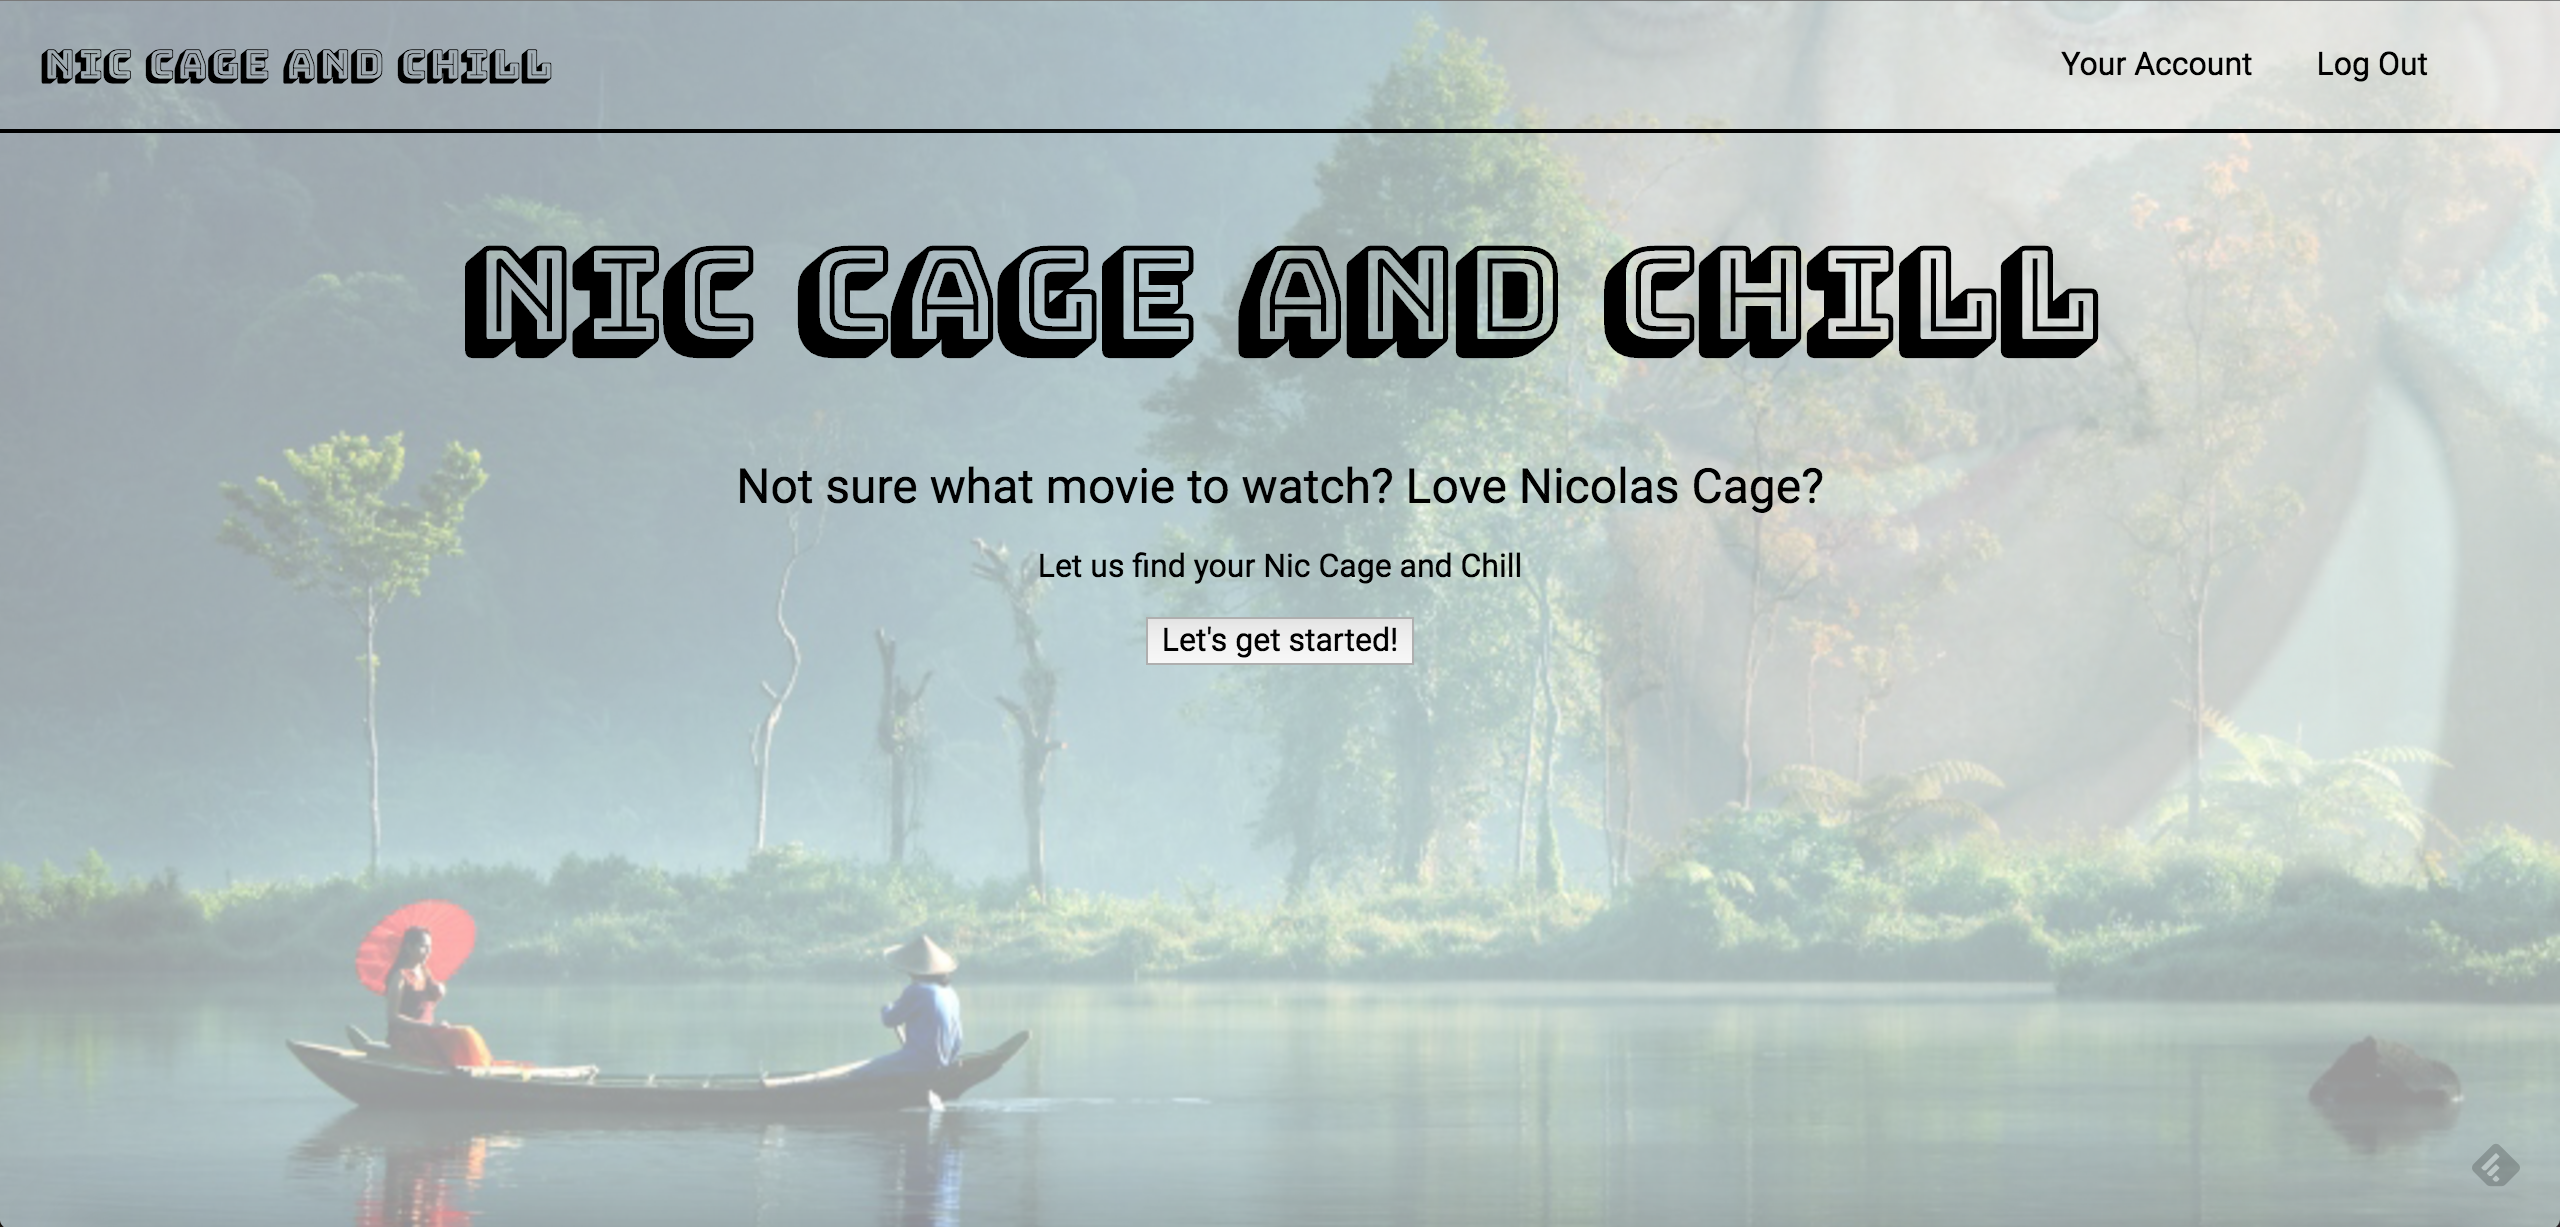 NIC CAGE AND CHILL
Your Account
Log Out
NIC CAGE AND CHILL
Not sure what movie to watch? Love Nicolas Cage?
Let us find your Nic Cage and Chill
Let's get started!